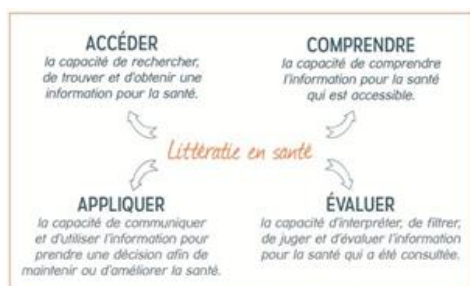 ACCÉDER
la capacité de rechercher,
de trouver et d'obtenir une
information pour la santé.
COMPRENDRE
la capacité de comprendre
l'information pour la santé
qui est accessible.
Littératie en santé
APPLIQUER
la capacité de communiquer
et d'utiliser l'information pour
prendre une décision afin de
maintenir ou d'améliorer la santé.
ÉVALUER
la capacité d'interpréter, de filtrer,
de juger et d'évaluer l'information
pour la santé qui a été consultée.